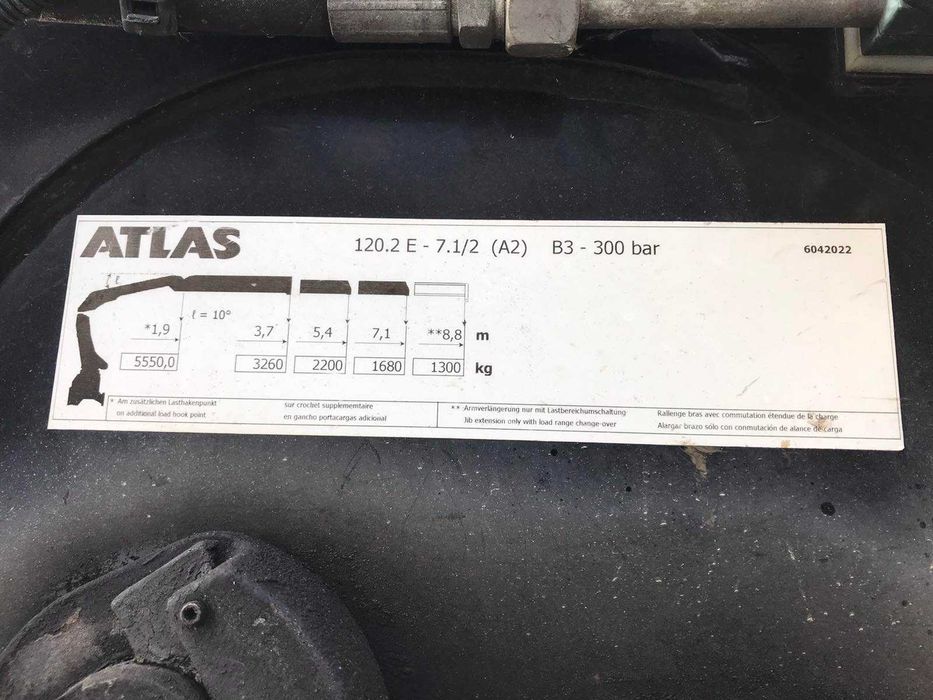 ATLAS 120.2 E - 7.1/2 (A2) B3 - 300 bar 6042022
ℓ
ℓ = 10°
*1,9 3,7 5,4 7,1 **8,8 m
5550,0 3260 2200 1680 1300 kg
* Am zusätzlichen Lasthakenpunkt
on additional load hook point
sur crochet supplememtaire
en gancho portacargas adicional
** Armverlängerung nur mit Lastbereichumschaltung
Jib extension only with load range change-over
Rallenge bras avec commutation étendue de la charge
Alargar brazo sólo con conmutación de alance de carga